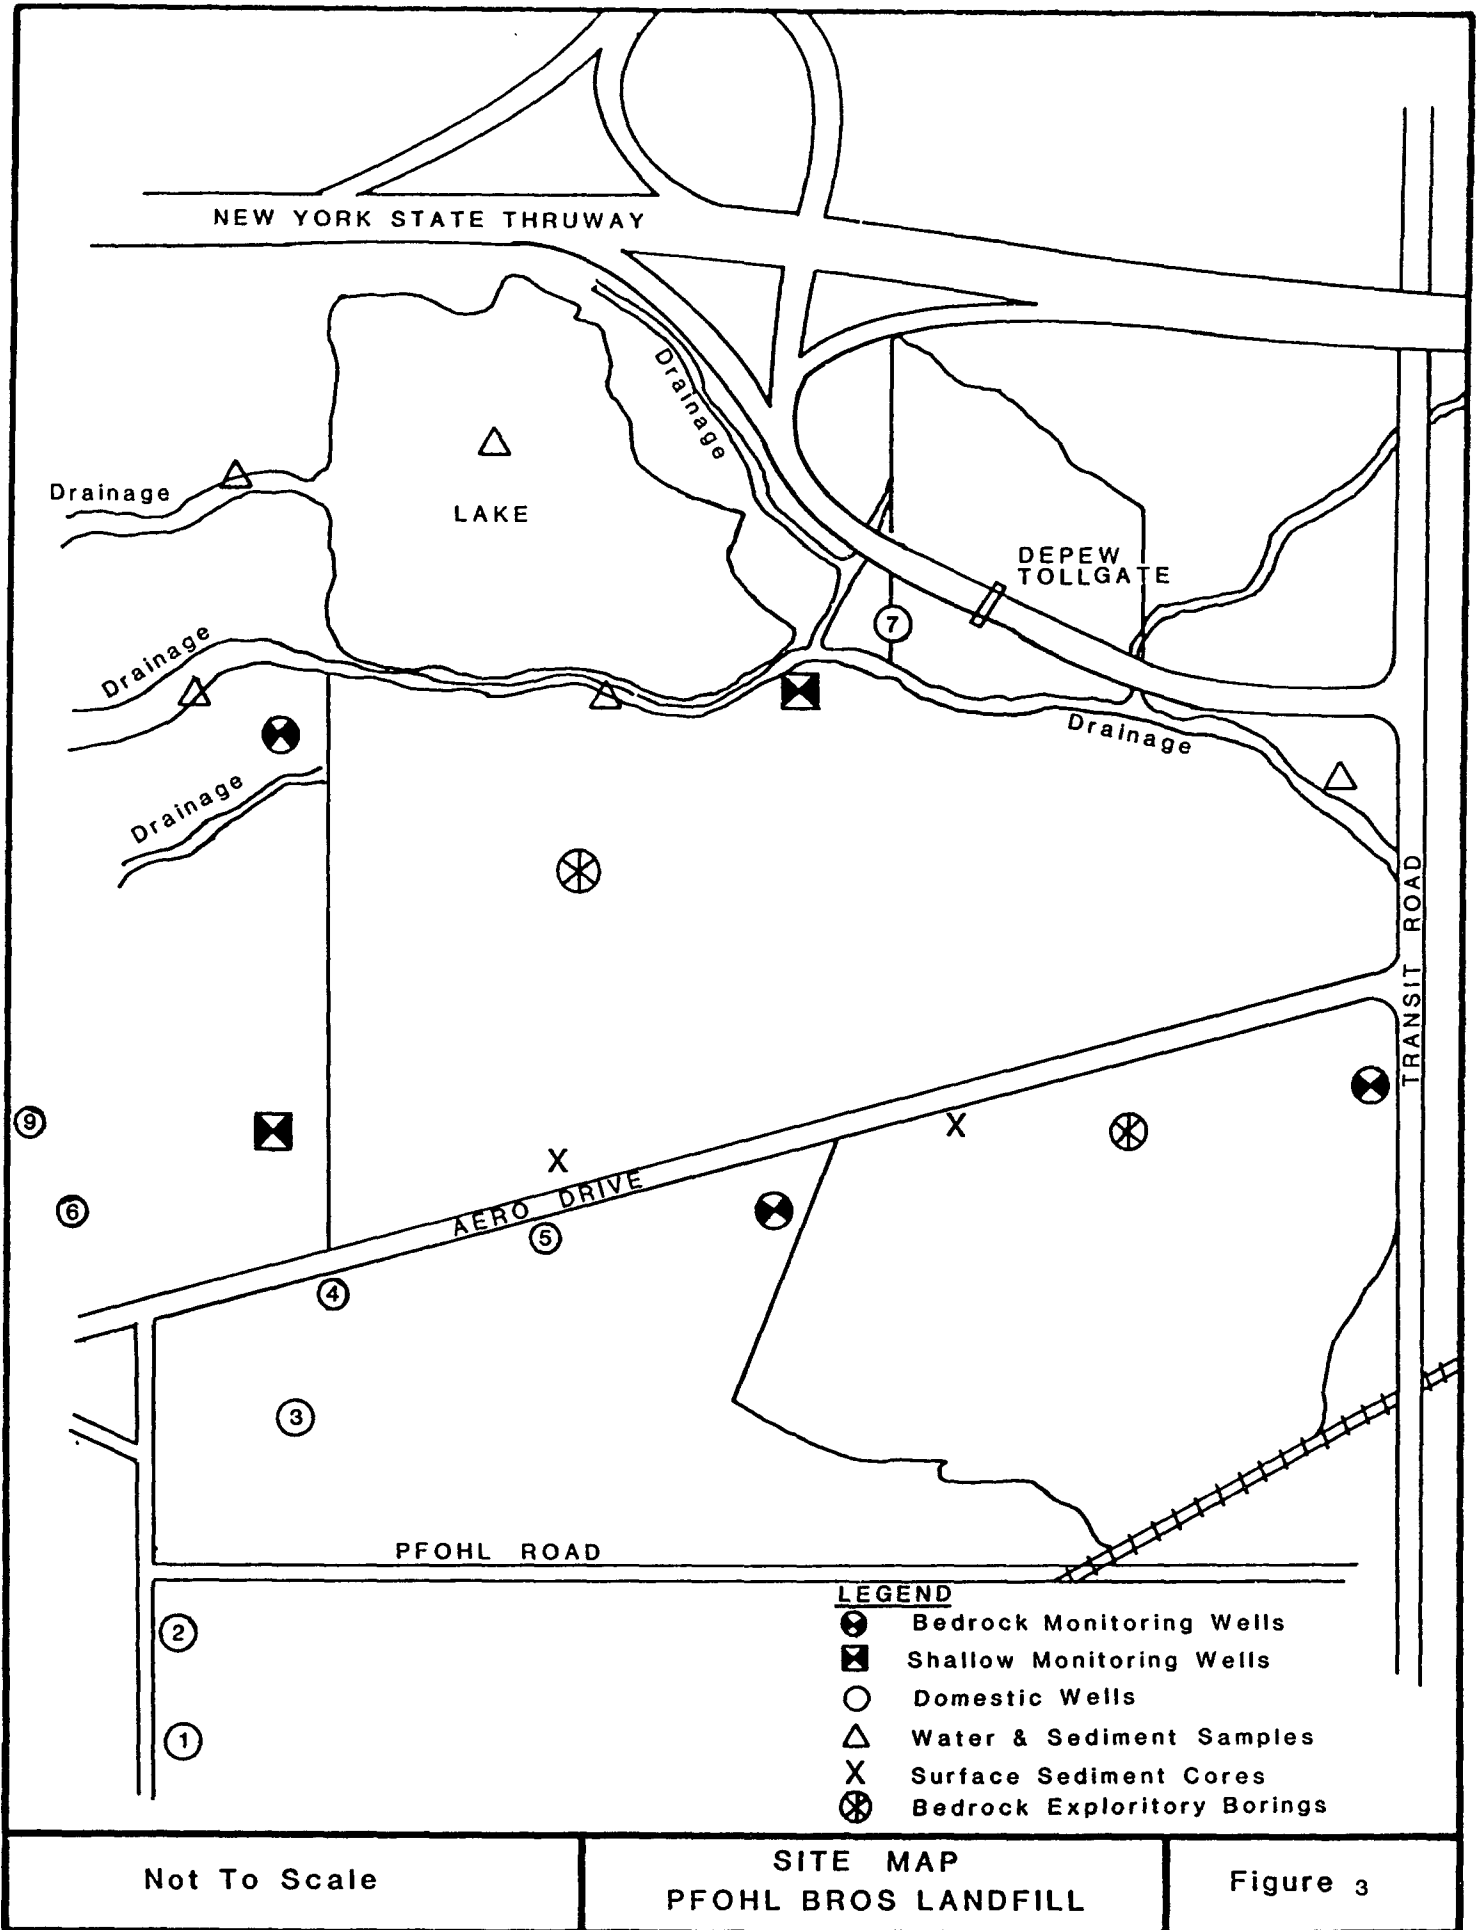 NEW YORK STATE THRUWAY
Drainage
Drainage
LAKE
DEPEW
TOLLGATE
7
Drainage
Drainage
Drainage
TRANSIT ROAD
9
6
AERO DRIVE
5
4
3
PFOHL ROAD
2
1
LEGEND
Bedrock Monitoring Wells
Shallow Monitoring Wells
Domestic Wells
Water & Sediment Samples
X Surface Sediment Cores
Bedrock Exploritory Borings
X
X
Not To Scale
SITE MAP
PFOHL BROS LANDFILL
Figure 3